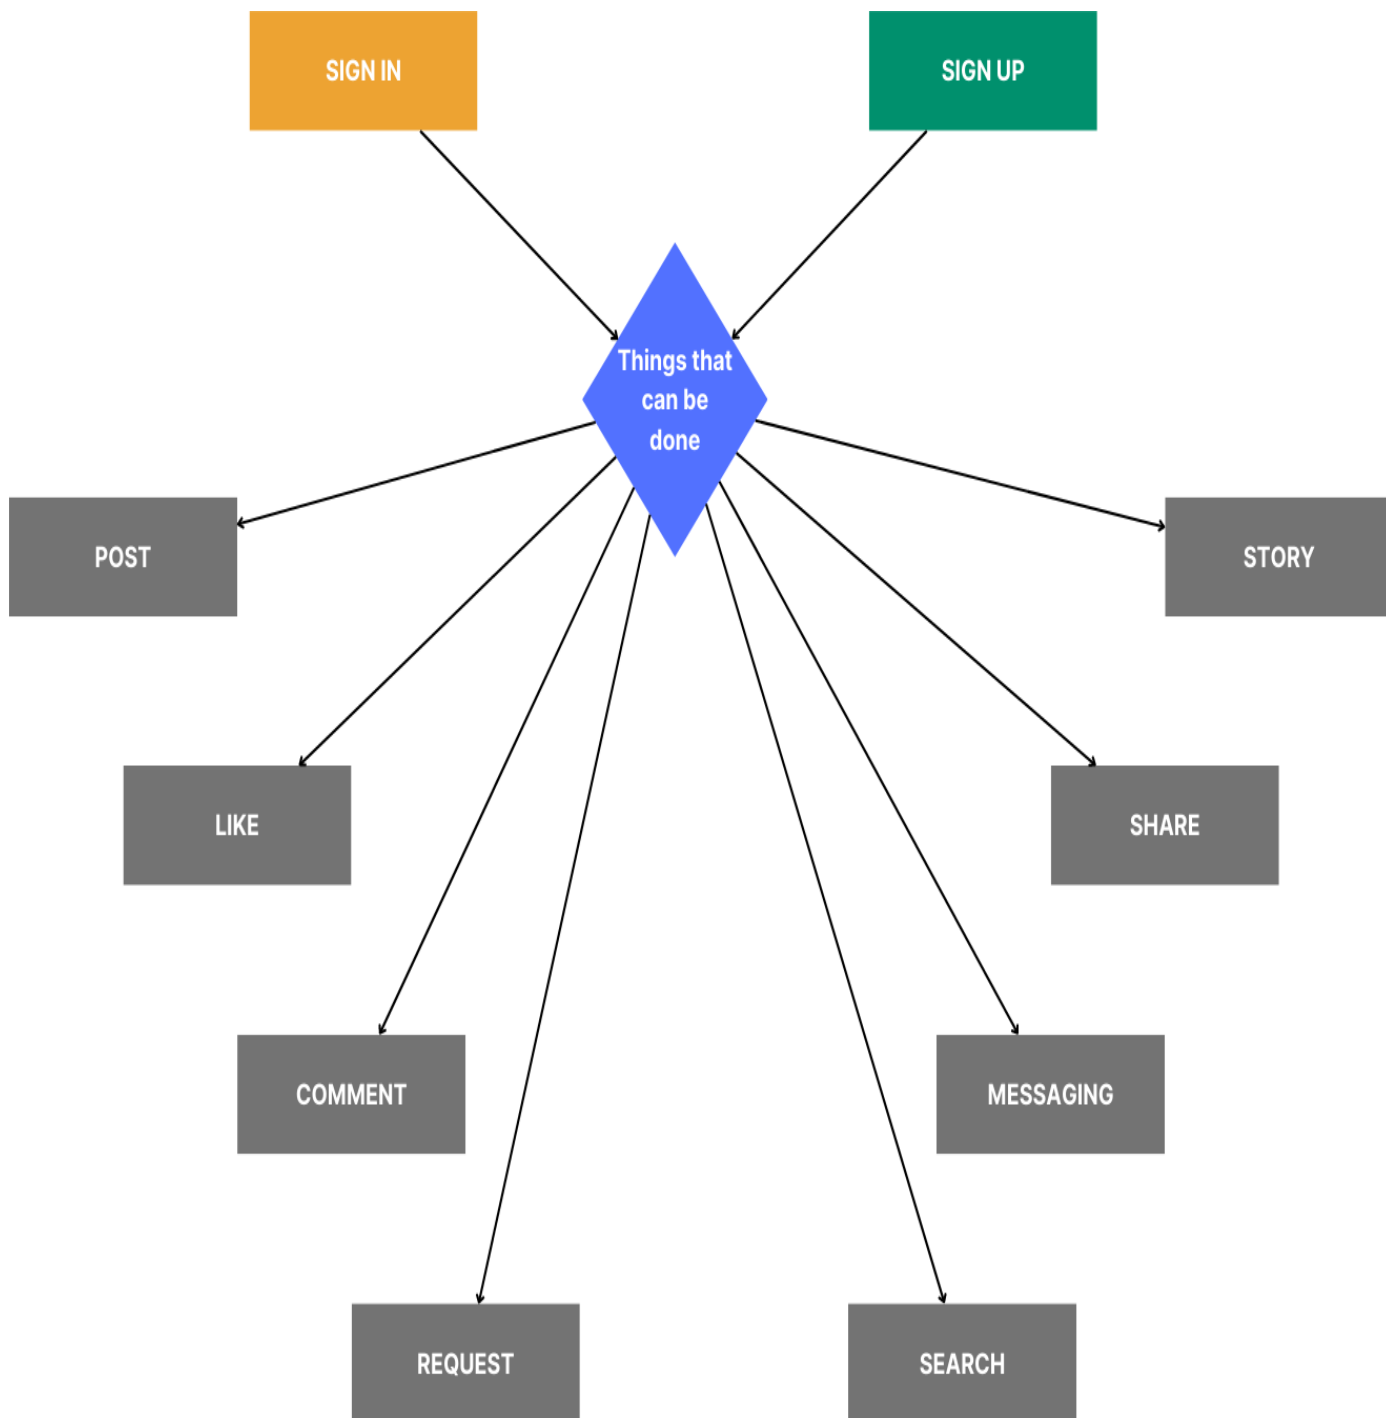 SIGN IN
SIGN UP
Things that
can be
done
POST
STORY
LIKE
SHARE
COMMENT
MESSAGING
REQUEST
SEARCH